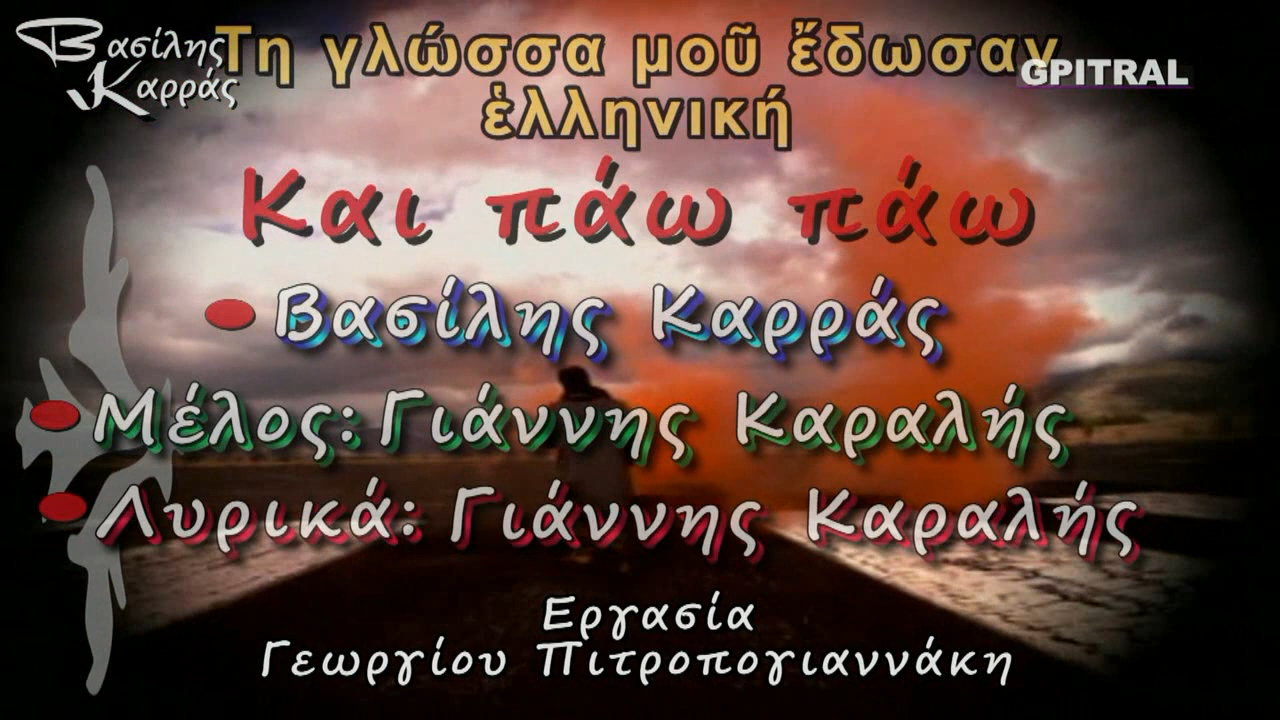 Βασίλης
Καρράς
Τη γλώσσα μοῦ ἔδωσαν
ἑλληνική
GPITRAL
Και πάω πάω
Βασίλης Καρράς
Μέλος: Γιάννης Καραλής
Λυρικά: Γιάννης Καραλής
Εργασία
Γεωργίου Πιτροπογιαννάκη